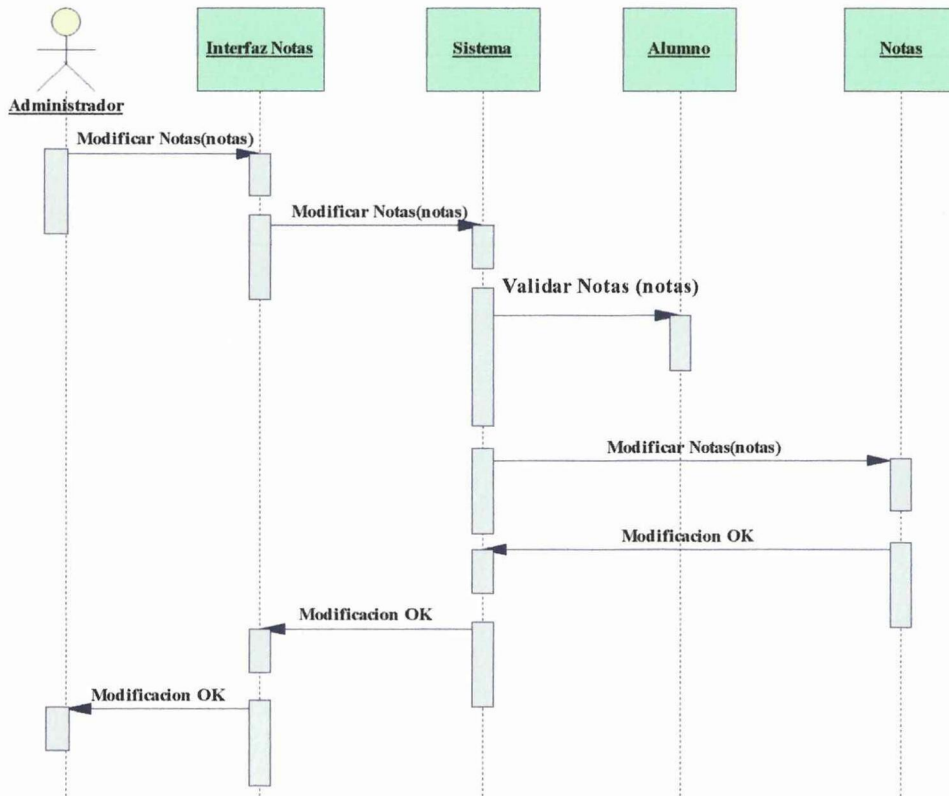 Interfaz Notas
Sistema
Alumno
Notas
Administrador
Modificar Notas(notas)
Modificar Notas(notas)
Validar Notas (notas)
Modificar Notas(notas)
Modificacion OK
Modificacion OK
Modificacion OK